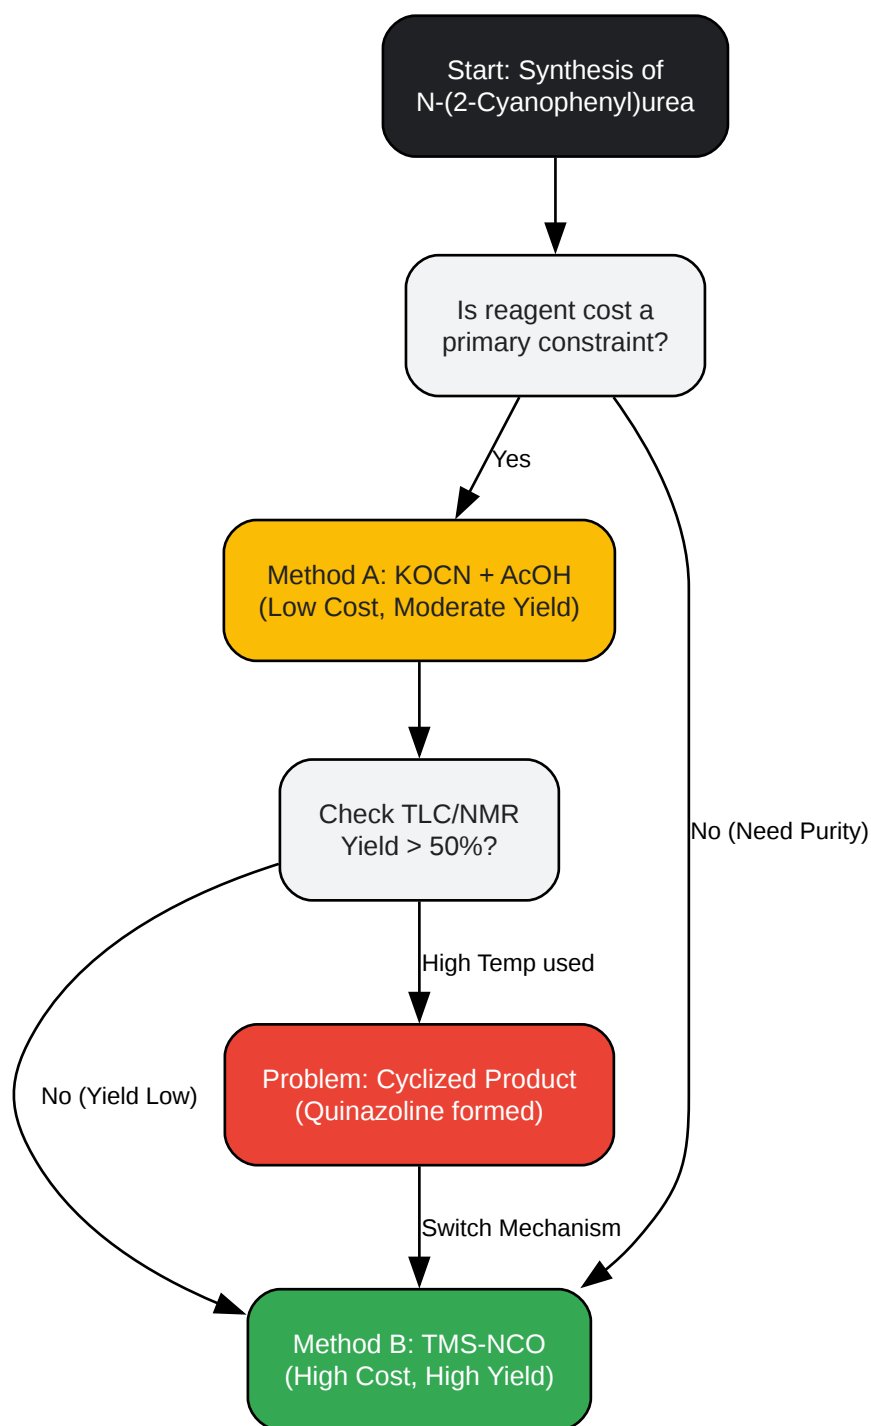 Start: Synthesis of
N-(2-Cyanophenyl)urea
Is reagent cost a
primary constraint?
Yes
Method A: KOCN + AcOH
(Low Cost, Moderate Yield)
Check TLC/NMR
Yield > 50%?
No (Need Purity)
High Temp used
Problem: Cyclized Product
(Quinazoline formed)
No (Yield Low)
Switch Mechanism
Method B: TMS-NCO
(High Cost, High Yield)